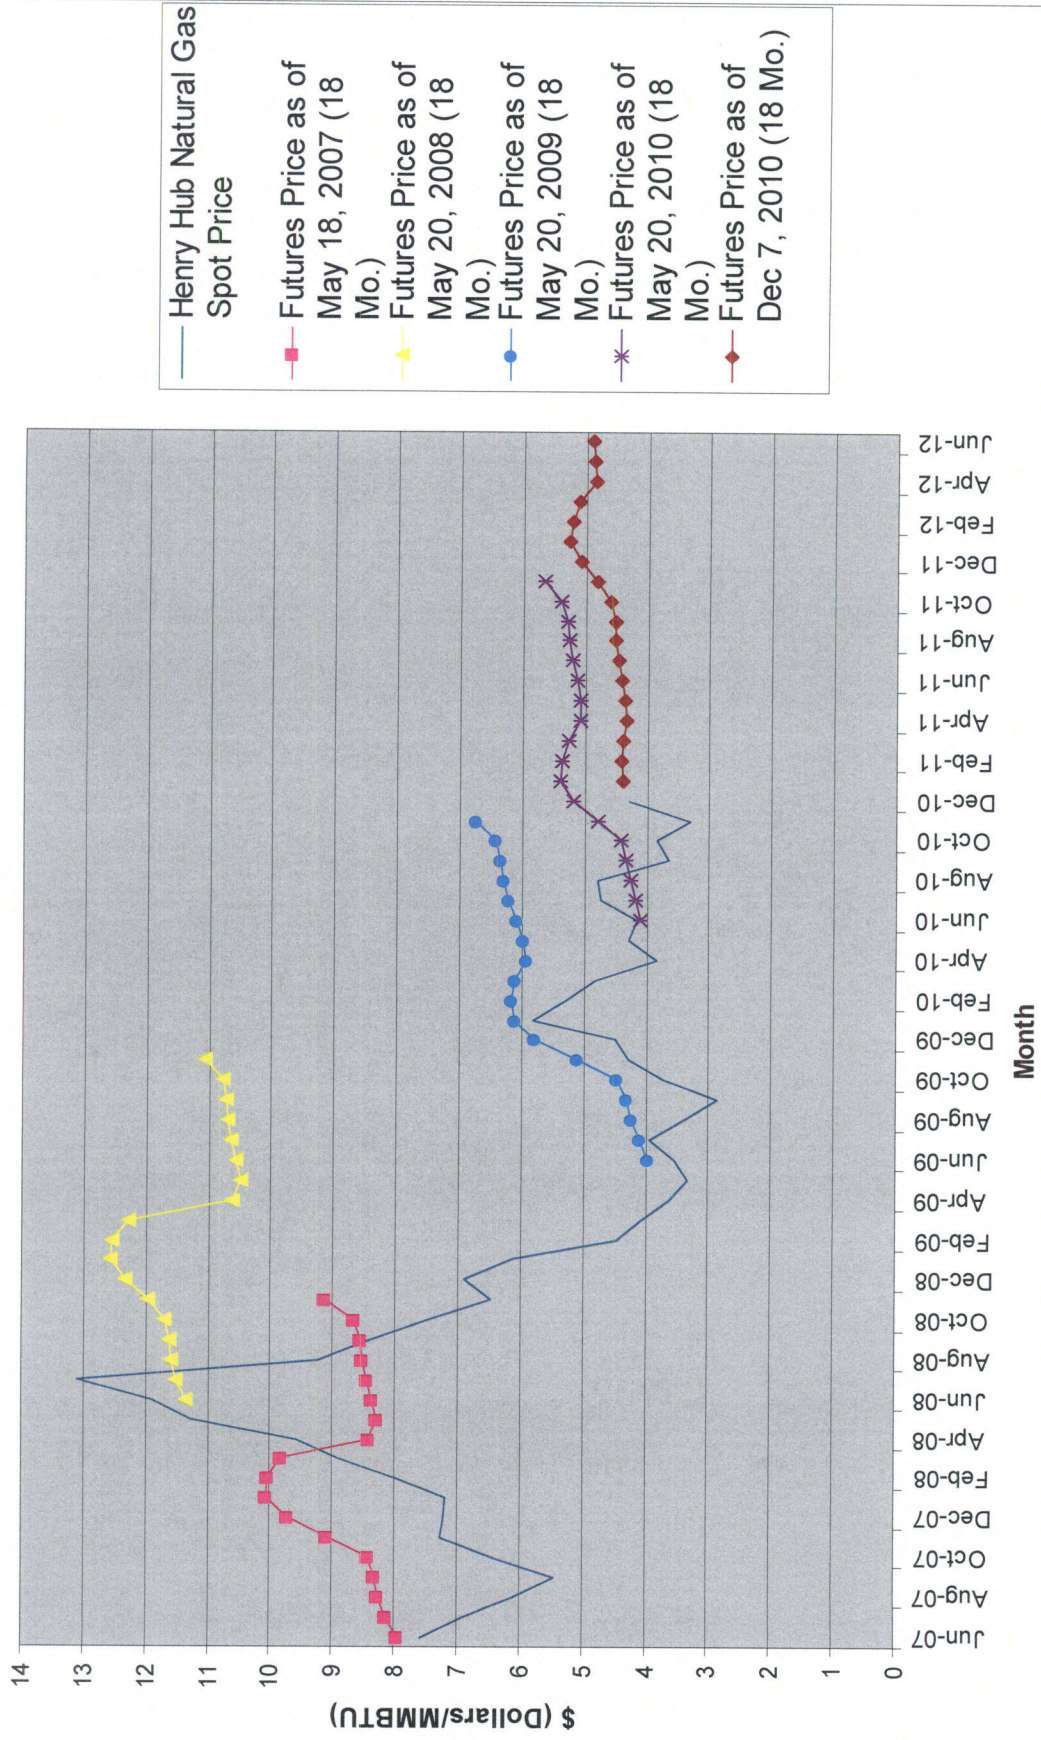 14
13
12
11
10
9
8
7
6
5
4
3
2
1
0
$ (Dollars/MMBTU)
Jun-07
Aug-07
Oct-07
Dec-07
Feb-08
Apr-08
Jun-08
Aug-08
Oct-08
Dec-08
Feb-09
Apr-09
Jun-09
Aug-09
Oct-09
Dec-09
Feb-10
Apr-10
Jun-10
Aug-10
Oct-10
Dec-10
Feb-11
Apr-11
Jun-11
Aug-11
Oct-11
Dec-11
Feb-12
Apr-12
Jun-12
Month
Henry Hub Natural Gas
Spot Price
Futures Price as of
May 18, 2007 (18
Mo.)
Futures Price as of
May 20, 2008 (18
Mo.)
Futures Price as of
May 20, 2009 (18
Mo.)
Futures Price as of
May 20, 2010 (18
Mo.)
Futures Price as of
Dec 7, 2010 (18 Mo.)